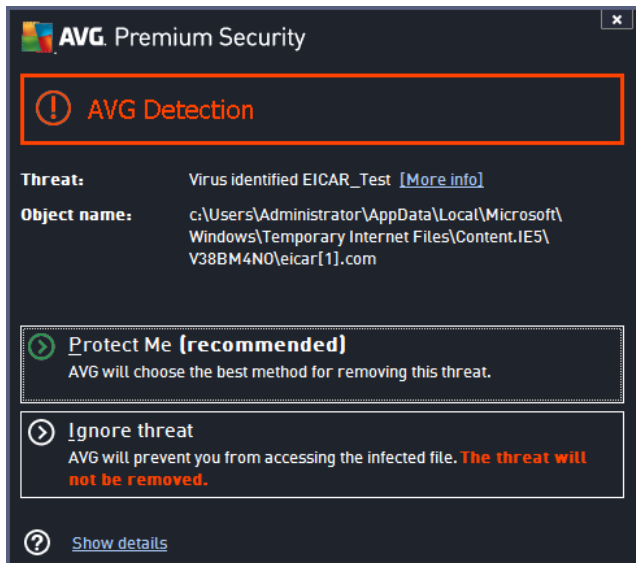 AVG. Premium Security
x
AVG Detection
Threat: Virus identified EICAR_Test [More info]
Object name: c:\Users\Administrator\AppData\Local\Microsoft\
Windows\Temporary Internet Files\Content.IE5\
V38BM4N0\eicar[1].com
Protect Me (recommended)
AVG will choose the best method for removing this threat.
Ignore threat
AVG will prevent you from accessing the infected file. The threat will
not be removed.
? Show details